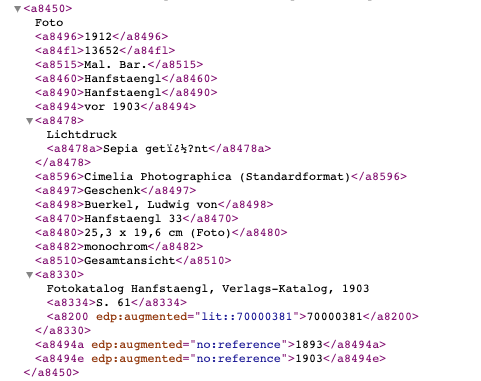 ▼<a8450>
Foto
<a8496>1912</a8496>
<a84fl>13652</a84fl>
<a8515>Mal. Bar.</a8515>
<a8460>Hanfstaengl</a8460>
<a8490>Hanfstaengl</a8490>
<a8494>vor 1903</a8494>
▼<a8478>
Lichtdruck
<a8478a>Sepia getï¿½?nt</a8478a>
</a8478>
<a8596>Cimelia Photographica (Standardformat)</a8596>
<a8497>Geschenk</a8497>
<a8498>Buerkel, Ludwig von</a8498>
<a8470>Hanfstaengl 33</a8470>
<a8480>25,3 x 19,6 cm (Foto)</a8480>
<a8482>monochrom</a8482>
<a8510>Gesamtansicht</a8510>
▼<a8330>
Fotokatalog Hanfstaengl, Verlags-Katalog, 1903
<a8334>S. 61</a8334>
<a8200 edp:augmented="lit::70000381">70000381</a8200>
</a8330>
<a8494a edp:augmented="no:reference">1893</a8494a>
<a8494e edp:augmented="no:reference">1903</a8494e>
</a8450>